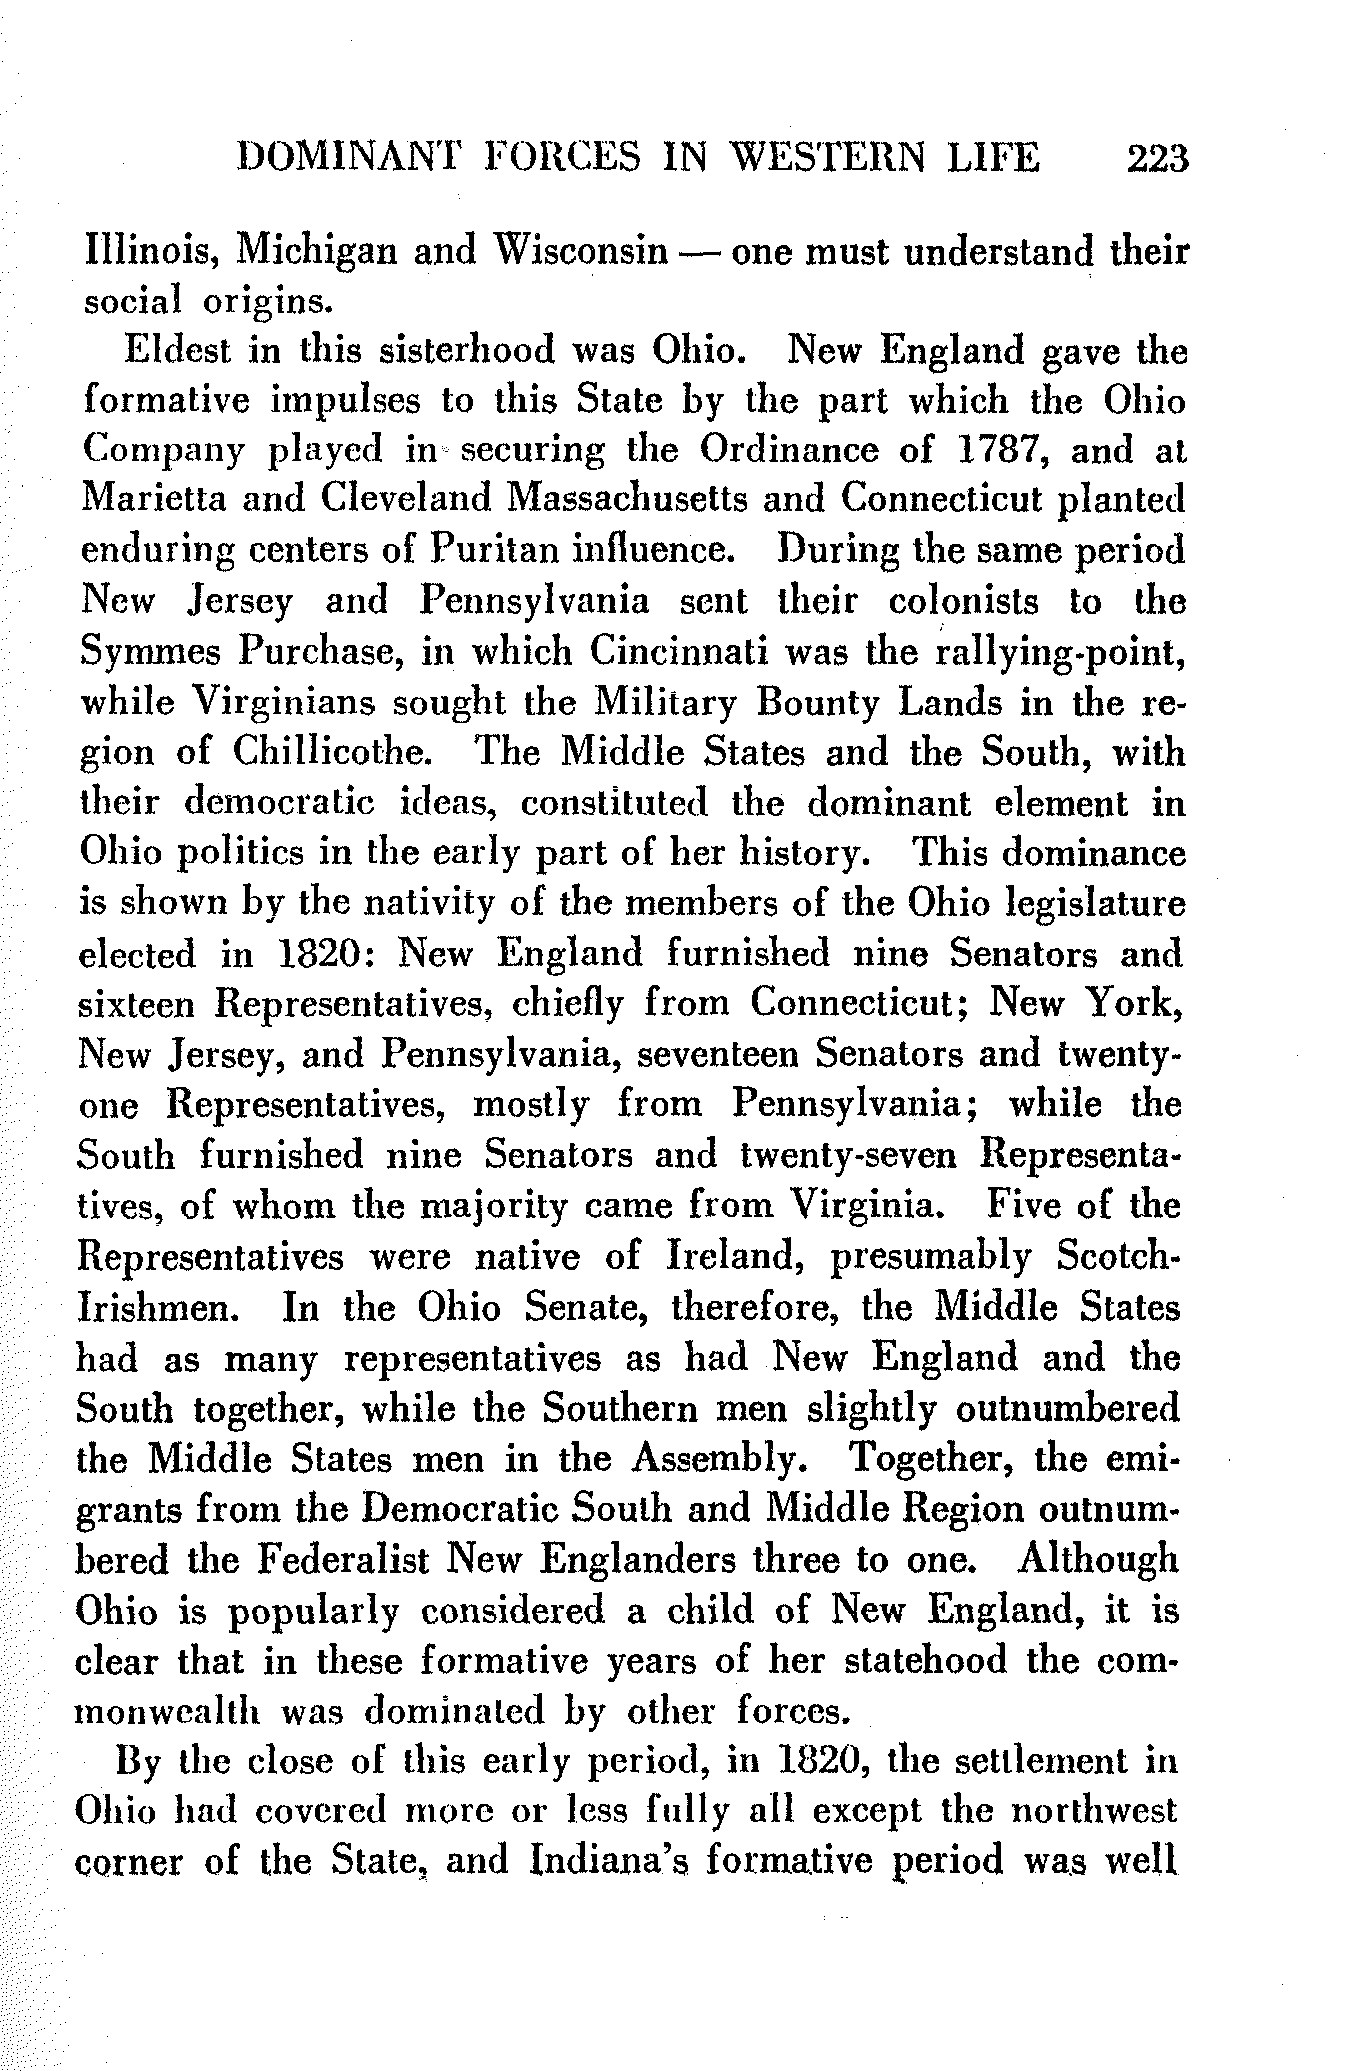 DOMINANT FORCES IN WESTERN LIFE 223
Illinois, Michigan and Wisconsin — one must understand their
social origins.
Eldest in this sisterhood was Ohio. New England gave the
formative impulses to this State by the part which the Ohio
Company played in securing the Ordinance of 1787, and at
Marietta and Cleveland Massachusetts and Connecticut planted
enduring centers of Puritan influence. During the same period
New Jersey and Pennsylvania sent their colonists to the
Symmes Purchase, in which Cincinnati was the rallying-point,
while Virginians sought the Military Bounty Lands in the re-
gion of Chillicothe. The Middle States and the South, with
their democratic ideas, constituted the dominant element in
Ohio politics in the early part of her history. This dominance
is shown by the nativity of the members of the Ohio legislature
elected in 1820: New England furnished nine Senators and
sixteen Representatives, chiefly from Connecticut; New York,
New Jersey, and Pennsylvania, seventeen Senators and twenty-
one Representatives, mostly from Pennsylvania; while the
South furnished nine Senators and twenty-seven Representa-
tives, of whom the majority came from Virginia. Five of the
Representatives were native of Ireland, presumably Scotch-
Irishmen. In the Ohio Senate, therefore, the Middle States
had as many representatives as had New England and the
South together, while the Southern men slightly outnumbered
the Middle States men in the Assembly. Together, the emi-
grants from the Democratic South and Middle Region outnum-
bered the Federalist New Englanders three to one. Although
Ohio is popularly considered a child of New England, it is
clear that in these formative years of her statehood the com-
monwealth was dominated by other forces.
By the close of this early period, in 1820, the settlement in
Ohio had covered more or less fully all except the northwest
corner of the State, and Indiana's formative period was well